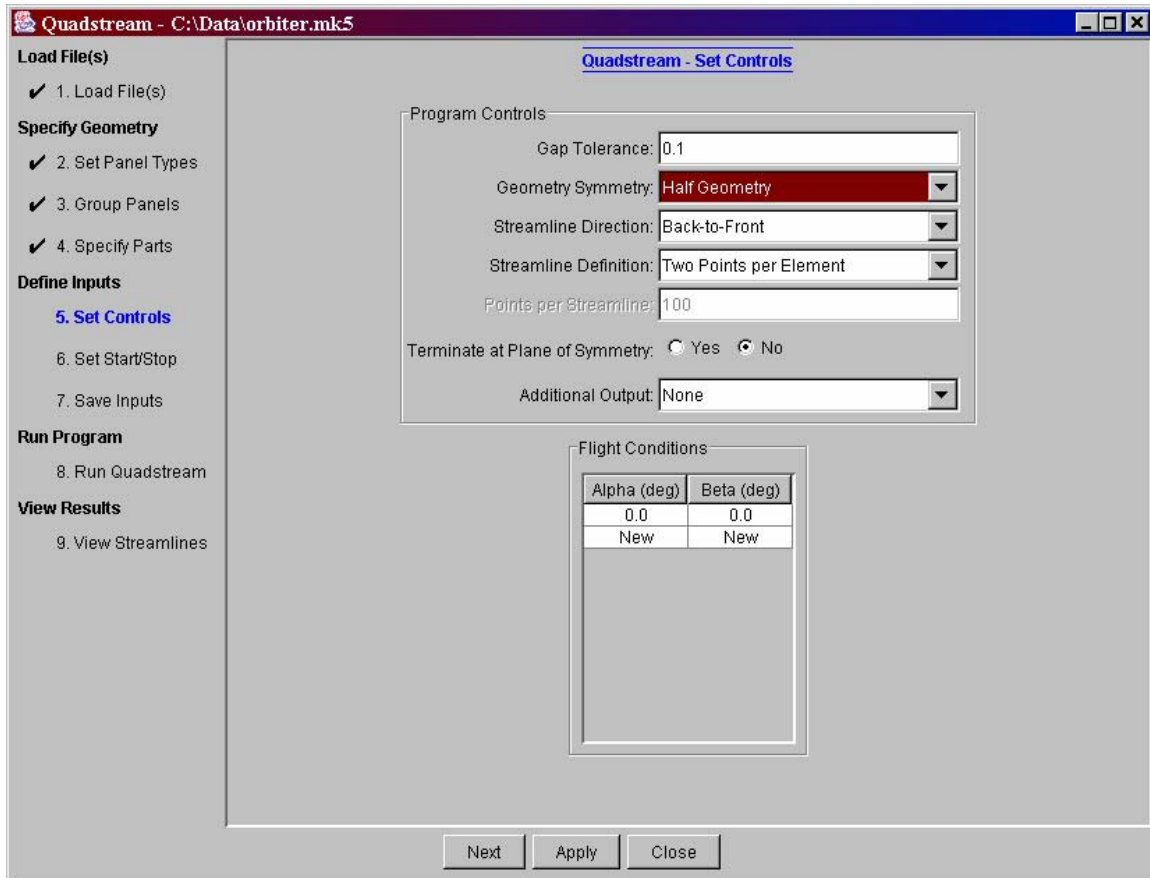 Quadstream - C:\Data\orbiter.mk5
Load File(s)
✔ 1. Load File(s)
Specify Geometry
✔ 2. Set Panel Types
✔ 3. Group Panels
✔ 4. Specify Parts
Define Inputs
5. Set Controls
6. Set Start/Stop
7. Save Inputs
Run Program
8. Run Quadstream
View Results
9. View Streamlines
Quadstream - Set Controls
Program Controls
Gap Tolerance: 0.1
Geometry Symmetry: Half Geometry
Streamline Direction: Back-to-Front
Streamline Definition: Two Points per Element
Points per Streamline: 100
Terminate at Plane of Symmetry: Yes No
Additional Output: None
Flight Conditions
Alpha (deg) Beta (deg)
0.0 0.0
New New
Next Apply Close